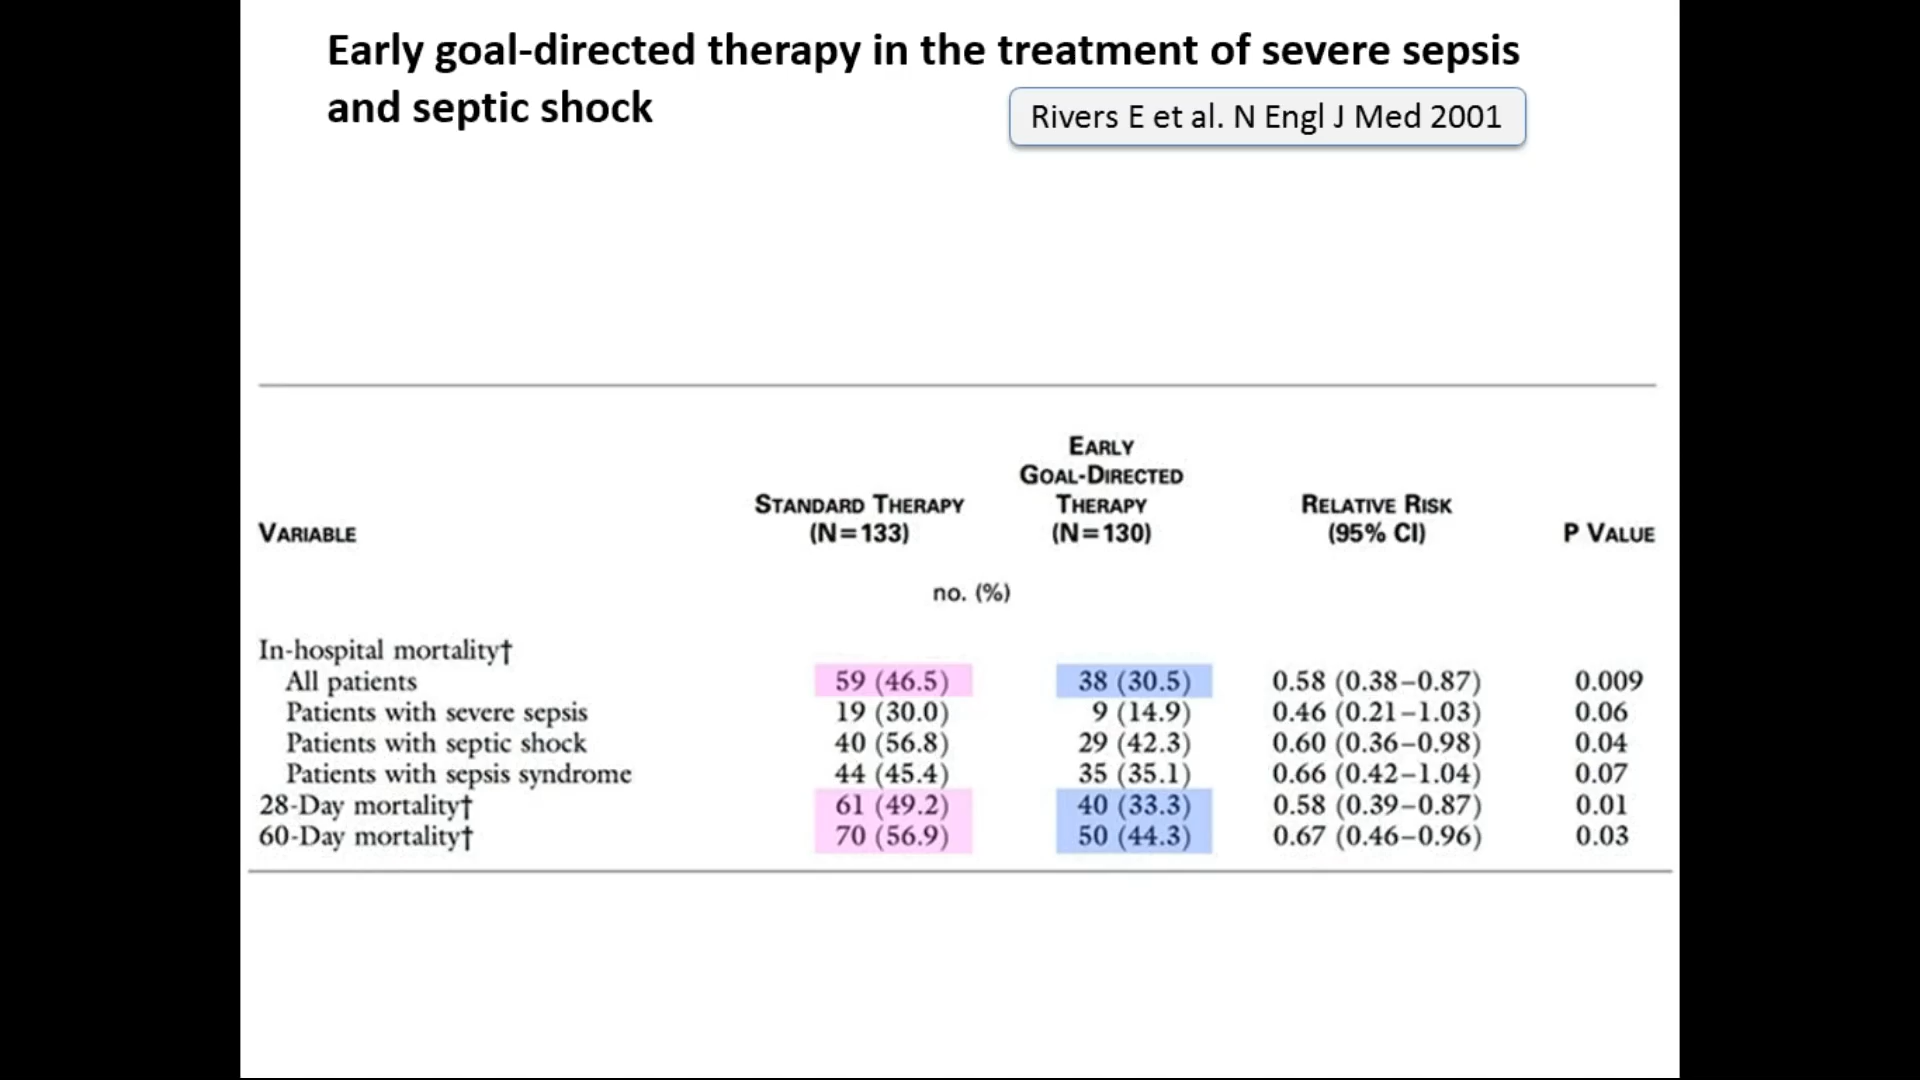 Early goal-directed therapy in the treatment of severe sepsis
and septic shock
Rivers E et al. N Engl J Med 2001
VARIABLE
STANDARD THERAPY
(N=133)
EARLY
GOAL-DIRECTED
THERAPY
(N=130)
RELATIVE RISK
(95% CI)
P VALUE
no. (%)
In-hospital mortality†
All patients 59 (46.5) 38 (30.5) 0.58 (0.38–0.87) 0.009
Patients with severe sepsis 19 (30.0) 9 (14.9) 0.46 (0.21–1.03) 0.06
Patients with septic shock 40 (56.8) 29 (42.3) 0.60 (0.36–0.98) 0.04
Patients with sepsis syndrome 44 (45.4) 35 (35.1) 0.66 (0.42–1.04) 0.07
28-Day mortality† 61 (49.2) 40 (33.3) 0.58 (0.39–0.87) 0.01
60-Day mortality† 70 (56.9) 50 (44.3) 0.67 (0.46–0.96) 0.03